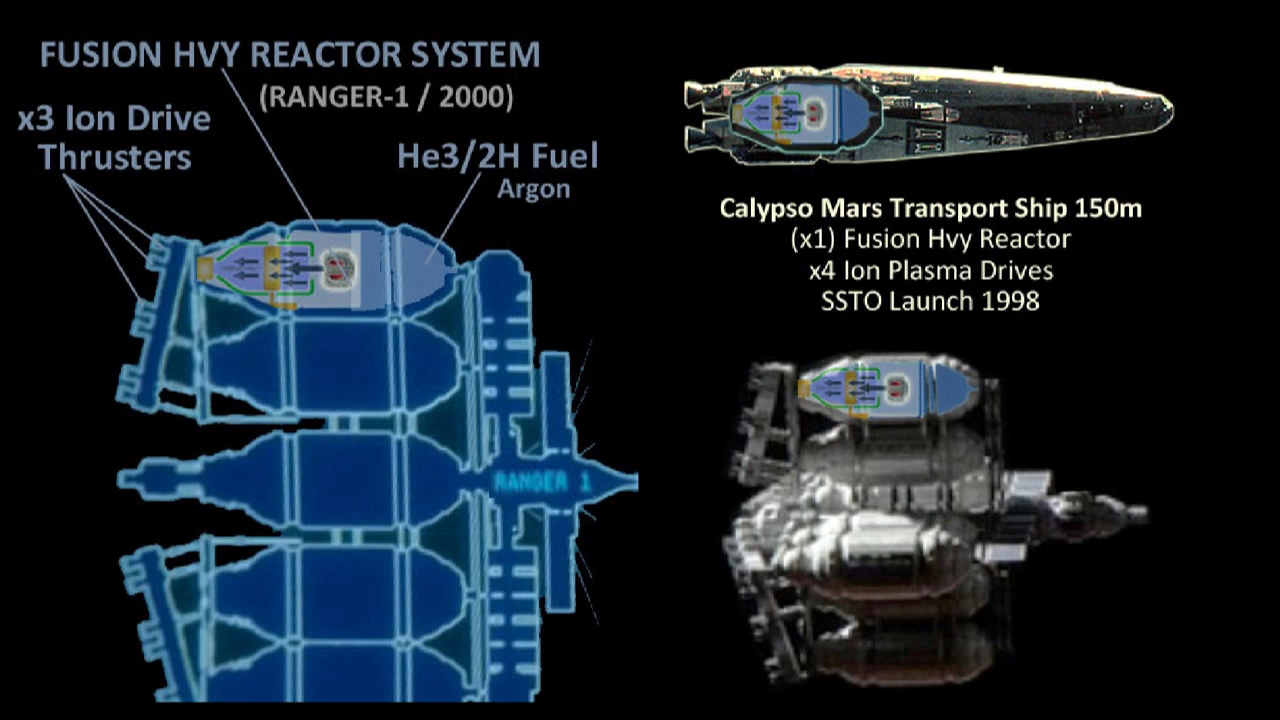 FUSION HVY REACTOR SYSTEM
(RANGER-1 / 2000)
x3 Ion Drive
Thrusters
He3/2H Fuel
Argon
RANGER 1
Calypso Mars Transport Ship 150m
(x1) Fusion Hvy Reactor
x4 Ion Plasma Drives
SSTO Launch 1998